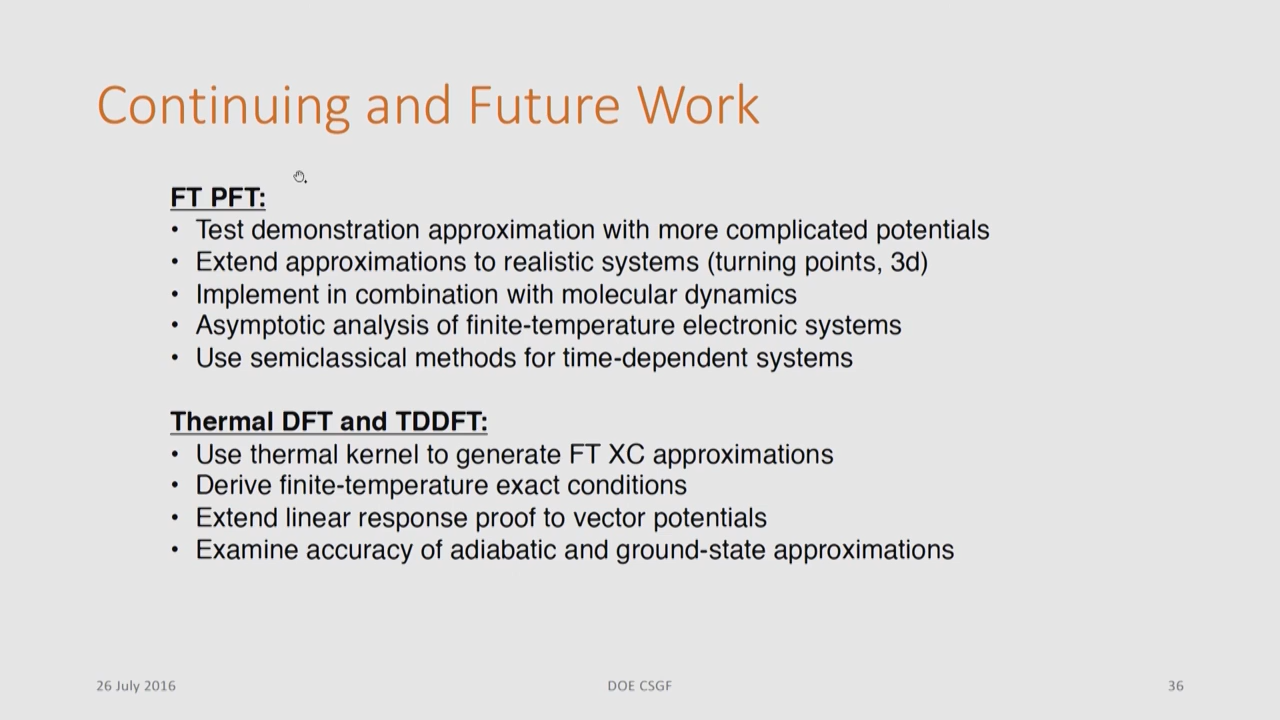 Continuing and Future Work
FT PFT:
• Test demonstration approximation with more complicated potentials
• Extend approximations to realistic systems (turning points, 3d)
• Implement in combination with molecular dynamics
• Asymptotic analysis of finite-temperature electronic systems
• Use semiclassical methods for time-dependent systems
Thermal DFT and TDDFT:
• Use thermal kernel to generate FT XC approximations
• Derive finite-temperature exact conditions
• Extend linear response proof to vector potentials
• Examine accuracy of adiabatic and ground-state approximations
26 July 2016
DOE CSGF
36